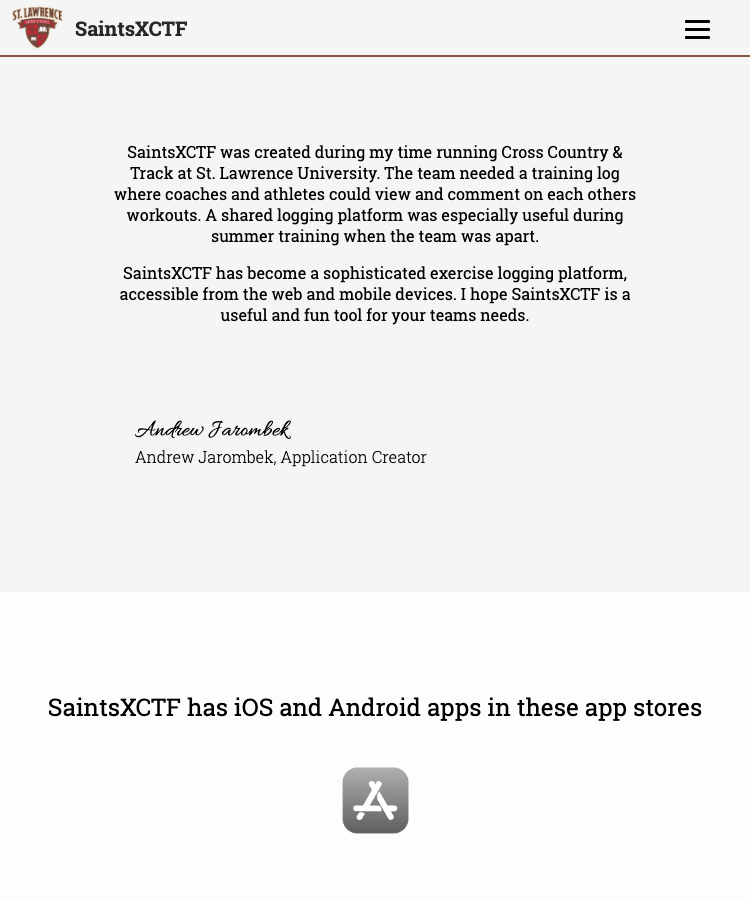 ST. LAWRENCE
SaintsXCTF
SaintsXCTF was created during my time running Cross Country &
Track at St. Lawrence University. The team needed a training log
where coaches and athletes could view and comment on each others
workouts. A shared logging platform was especially useful during
summer training when the team was apart.
SaintsXCTF has become a sophisticated exercise logging platform,
accessible from the web and mobile devices. I hope SaintsXCTF is a
useful and fun tool for your teams needs.
Andrew Jarombek
Andrew Jarombek, Application Creator
SaintsXCTF has iOS and Android apps in these app stores